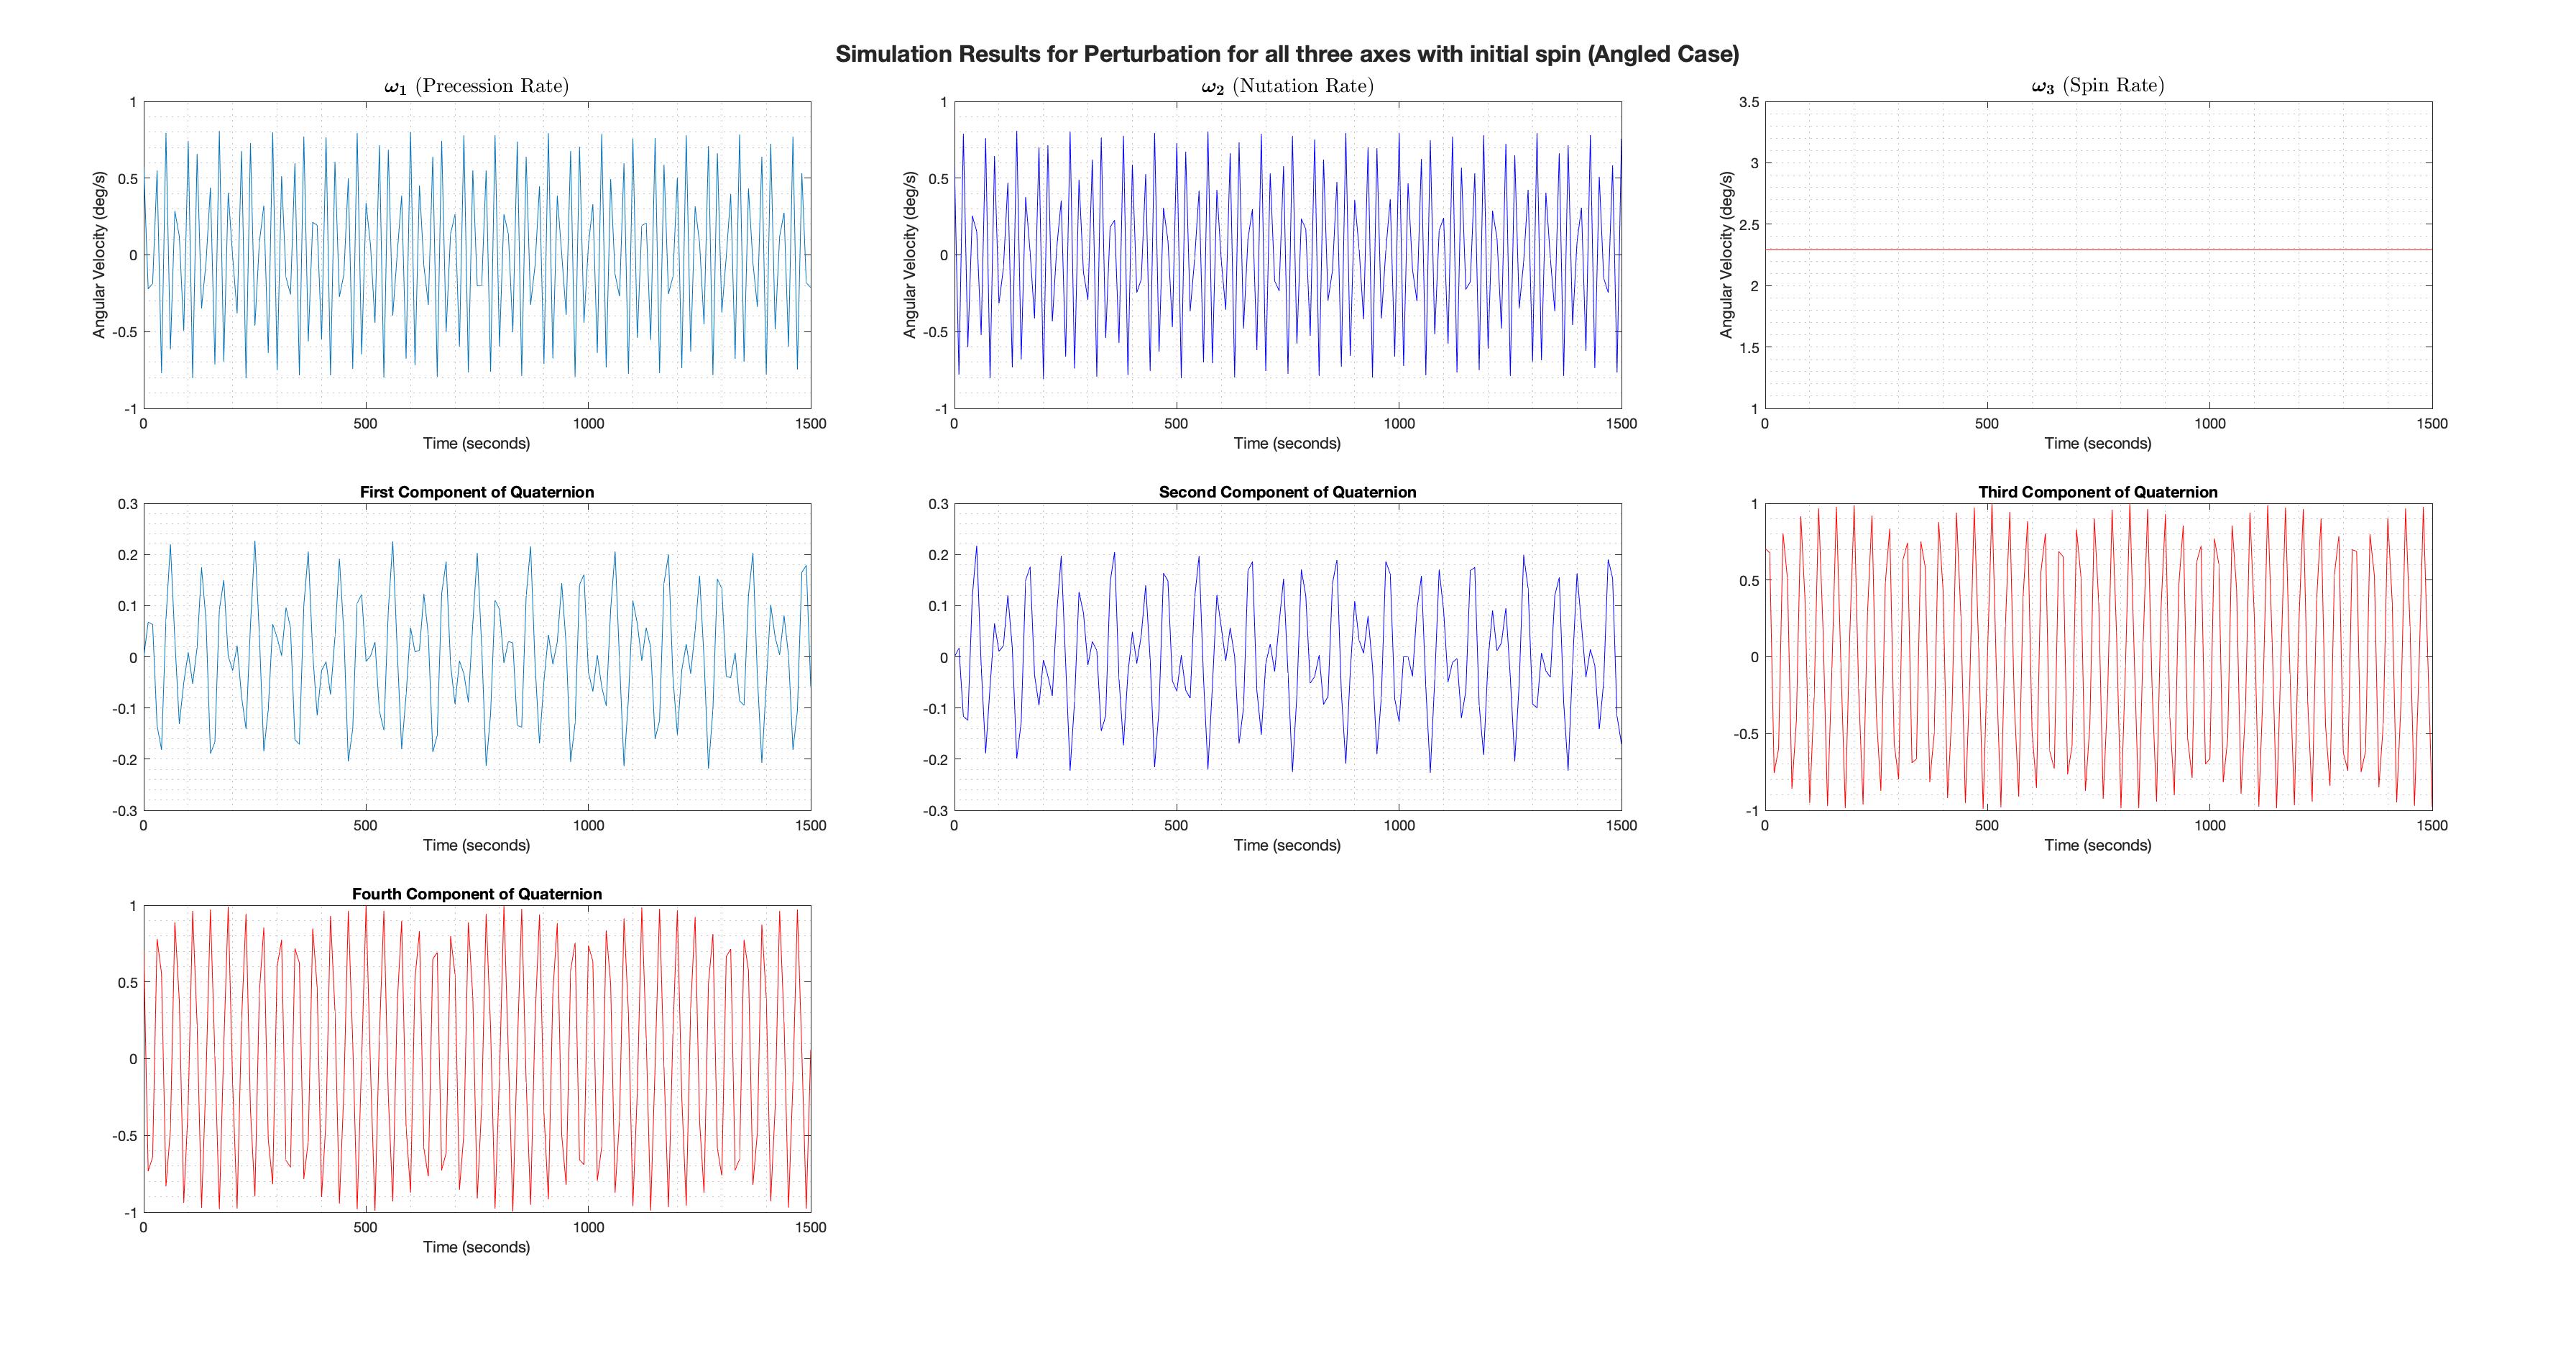 Simulation Results for Perturbation for all three axes with initial spin (Angled Case)
ω1 (Precession Rate)
1
0.5
0
-0.5
-1
Angular Velocity (deg/s)
0 500 1000 1500
Time (seconds)
ω2 (Nutation Rate)
1
0.5
0
-0.5
-1
Angular Velocity (deg/s)
0 500 1000 1500
Time (seconds)
ω3 (Spin Rate)
3.5
3
2.5
2
1.5
1
Angular Velocity (deg/s)
0 500 1000 1500
Time (seconds)
First Component of Quaternion
0.3
0.2
0.1
0
-0.1
-0.2
-0.3
0 500 1000 1500
Time (seconds)
Second Component of Quaternion
0.3
0.2
0.1
0
-0.1
-0.2
-0.3
0 500 1000 1500
Time (seconds)
Third Component of Quaternion
1
0.5
0
-0.5
-1
0 500 1000 1500
Time (seconds)
Fourth Component of Quaternion
1
0.5
0
-0.5
-1
0 500 1000 1500
Time (seconds)